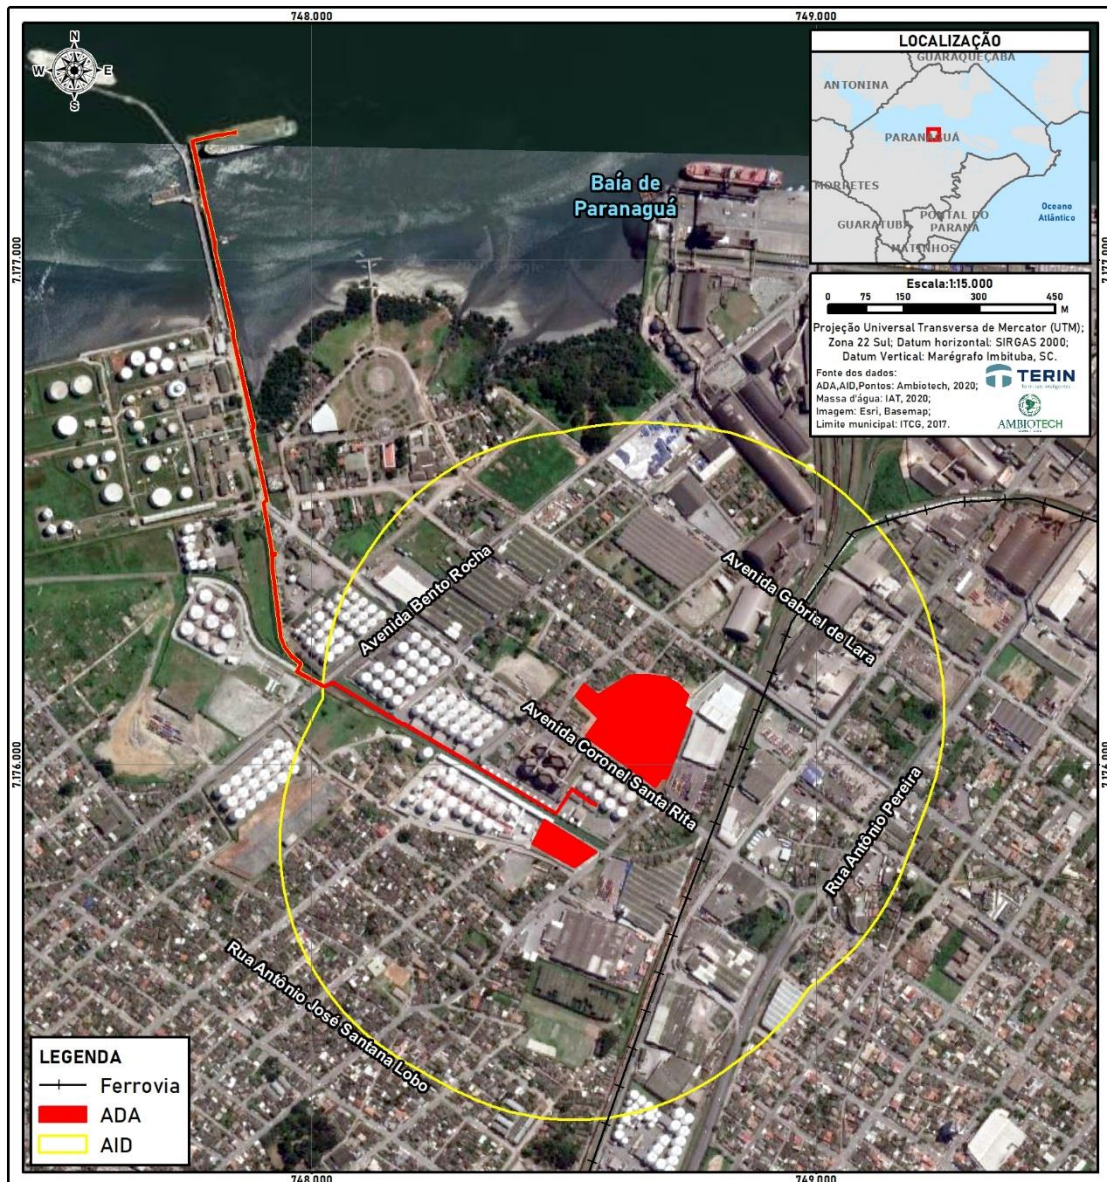 748.000
749.000
N
W
E
S
7.177.000
7.177.000
7.176.000
7.176.000
Baía de
Paranaguá
Avenida Bento Rocha
Avenida Gabriel de Lara
Avenida Coronel Santa Rita
Rua Antônio Pereira
Rua Antônio José Santana Lobo
LOCALIZAÇÃO
GUARAQUEÇABA
ANTONINA
PARANAGUÁ
MORRETES
GUARATUBA
PONTAL DO
PARANÁ
MATINHOS
Oceano
Atlântico
Escala:1:15.000
0 75 150 300 450
M
Projeção Universal Transversa de Mercator (UTM);
Zona 22 Sul; Datum horizontal: SIRGAS 2000;
Datum Vertical: Marégrafo Imbituba, SC.
Fonte dos dados:
ADA,AID,Pontos: Ambiotech, 2020;
Massa d'água: IAT, 2020;
Imagem: Esri, Basemap;
Limite municipal: ITCG, 2017.
TERIN
AMBIOTECH
LEGENDA
Ferrovia
ADA
AID
748.000
749.000